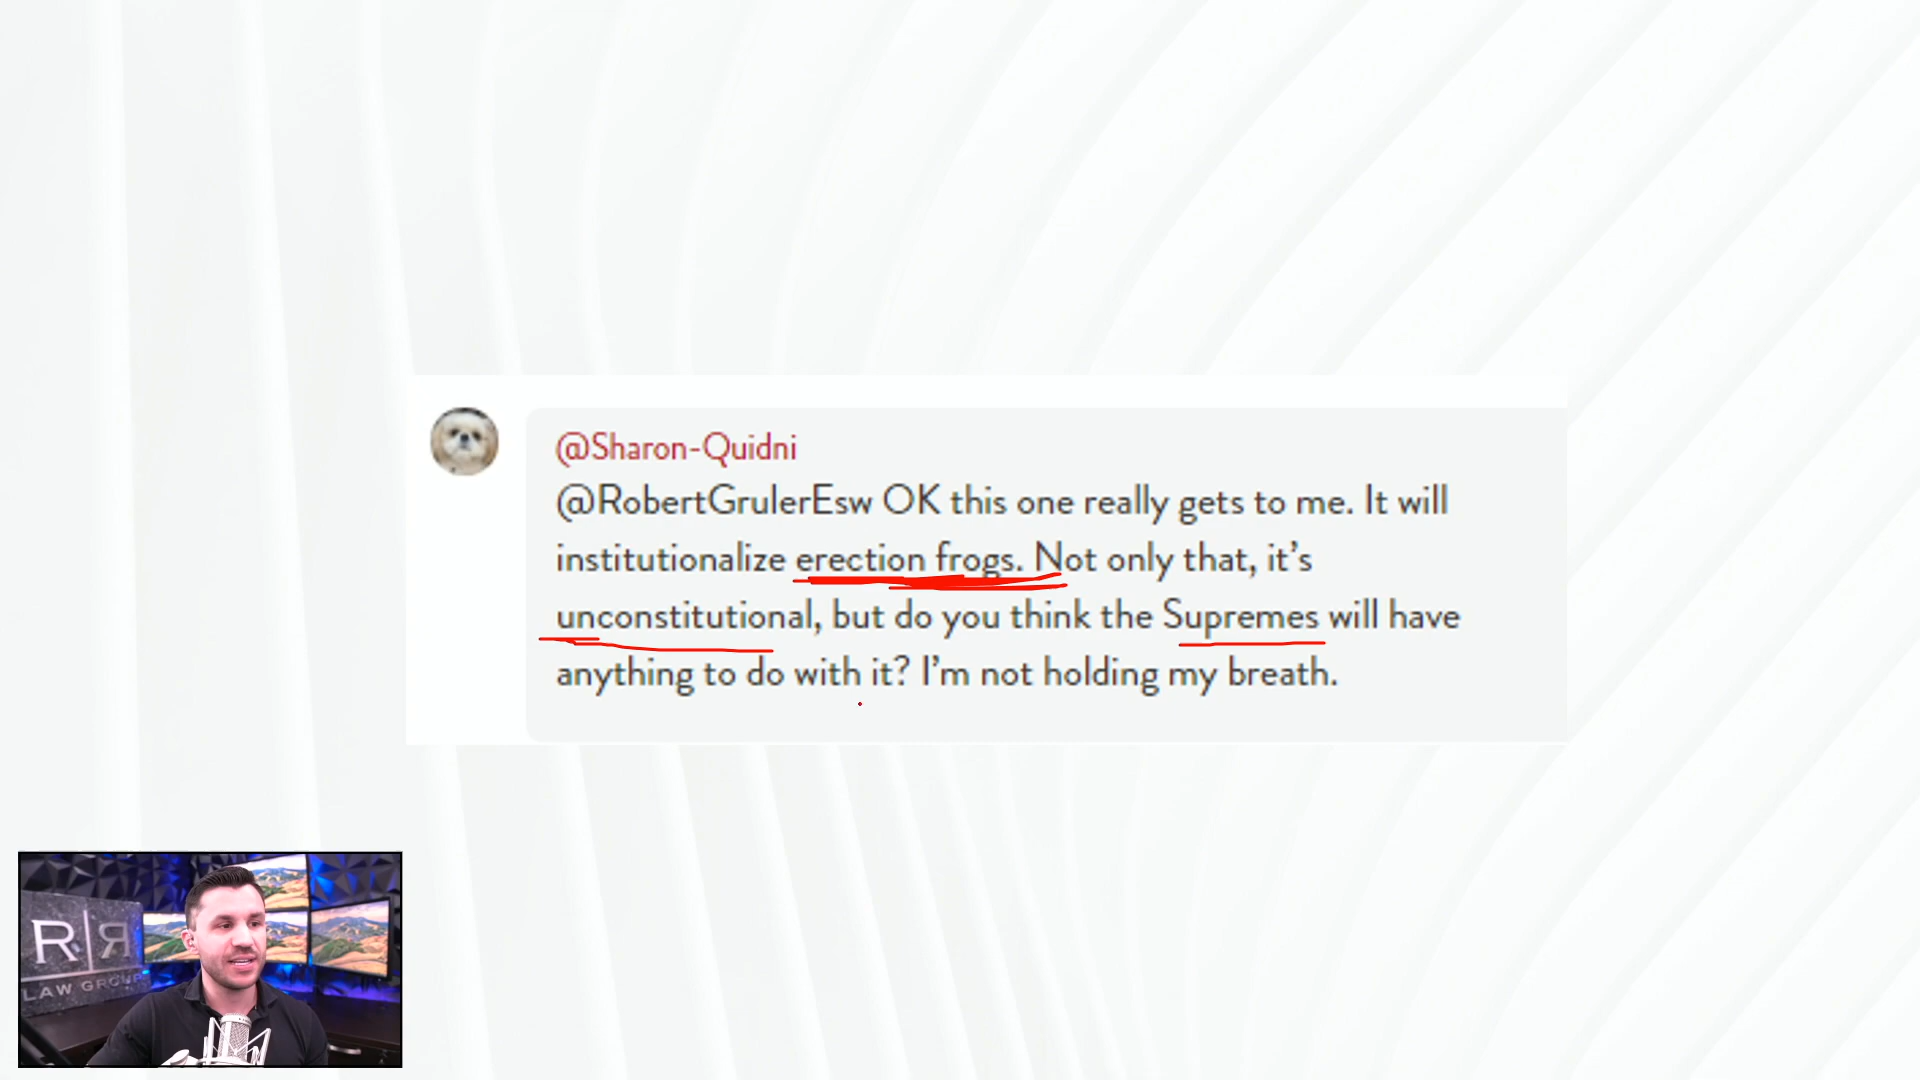 @Sharon-Quidni
@RobertGrulerEsw OK this one really gets to me. It will
institutionalize erection frogs. Not only that, it's
unconstitutional, but do you think the Supremes will have
anything to do with it? I'm not holding my breath.
R|R
LAW GROUP